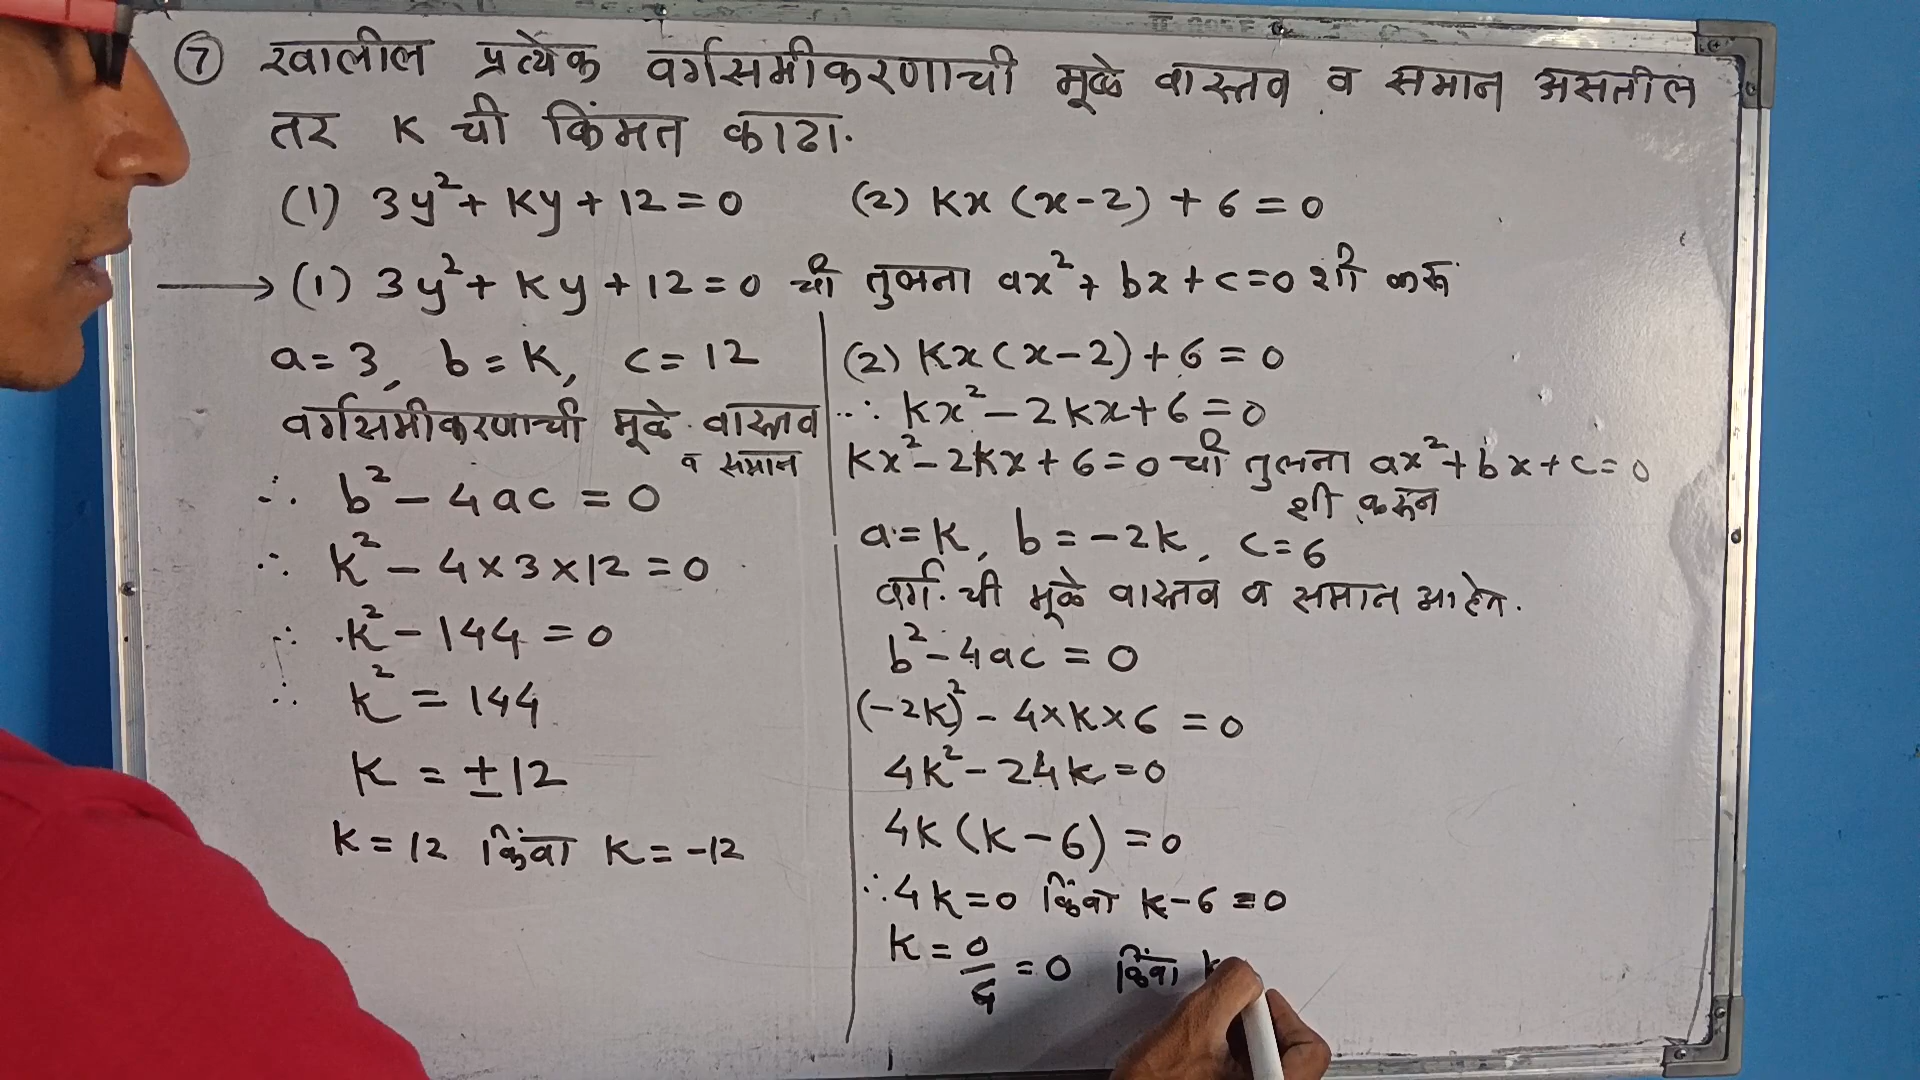 ⑦ खालील प्रत्येक वर्गसमीकरणाची मूळे वास्तव व समान असतील
तर K ची किंमत काढा.
(1) 3y² + Ky + 12 = 0 (2) Kx (x-2) + 6 = 0
→ (1) 3y² + Ky + 12 = 0 ची तुलना ax² + bx + c = 0 शी करू
a = 3, b = K, c = 12
वर्गसमीकरणाची मूळे वास्तव
व समान
∴ b² - 4ac = 0
∴ K² - 4 × 3 × 12 = 0
∴ K² - 144 = 0
∴ K² = 144
K = ± 12
K = 12 किंवा K = -12
(2) Kx (x-2) + 6 = 0
∴ Kx² - 2Kx + 6 = 0
Kx² - 2Kx + 6 = 0 ची तुलना ax² + bx + c = 0
शी करून
a = K, b = -2K, c = 6
वर्ग. ची मूळे वास्तव व समान आहेत.
b² - 4ac = 0
(-2K)² - 4 × K × 6 = 0
4K² - 24K = 0
4K (K - 6) = 0
∴ 4K = 0 किंवा K - 6 = 0
K = 0/4 = 0 किंवा K